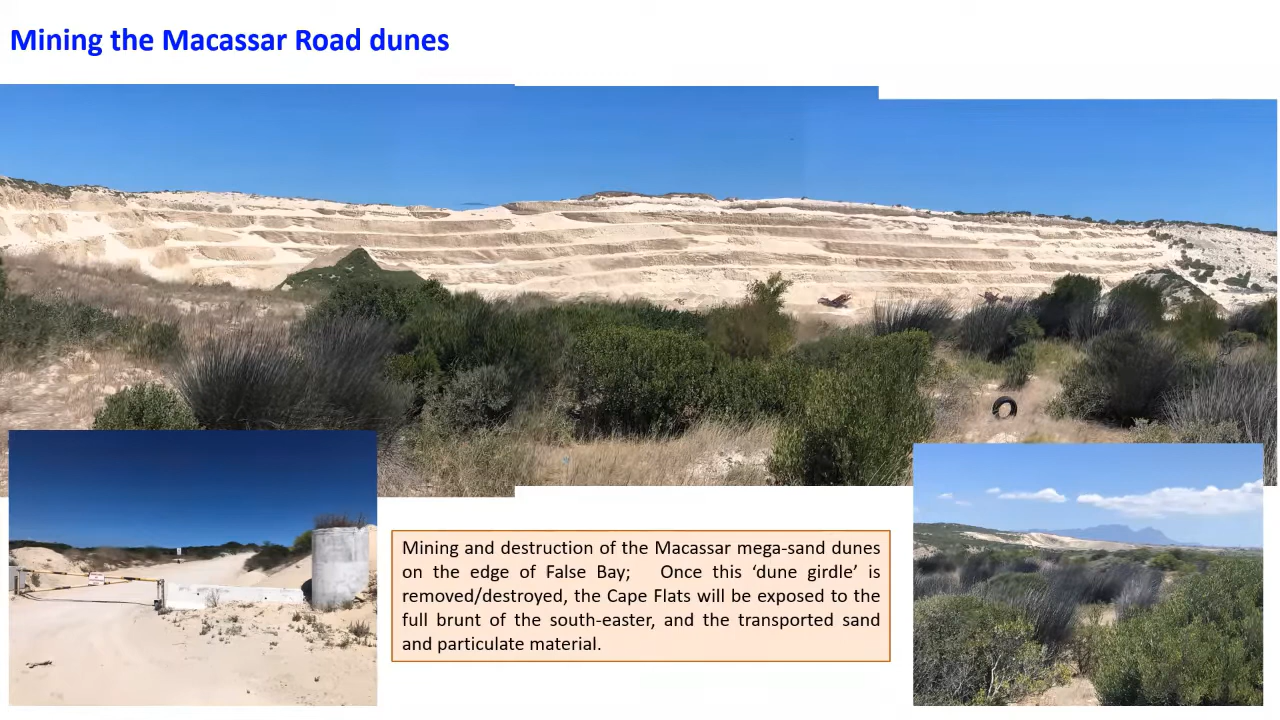 Mining the Macassar Road dunes
Mining and destruction of the Macassar mega-sand dunes
on the edge of False Bay; Once this ‘dune girdle’ is
removed/destroyed, the Cape Flats will be exposed to the
full brunt of the south-easter, and the transported sand
and particulate material.